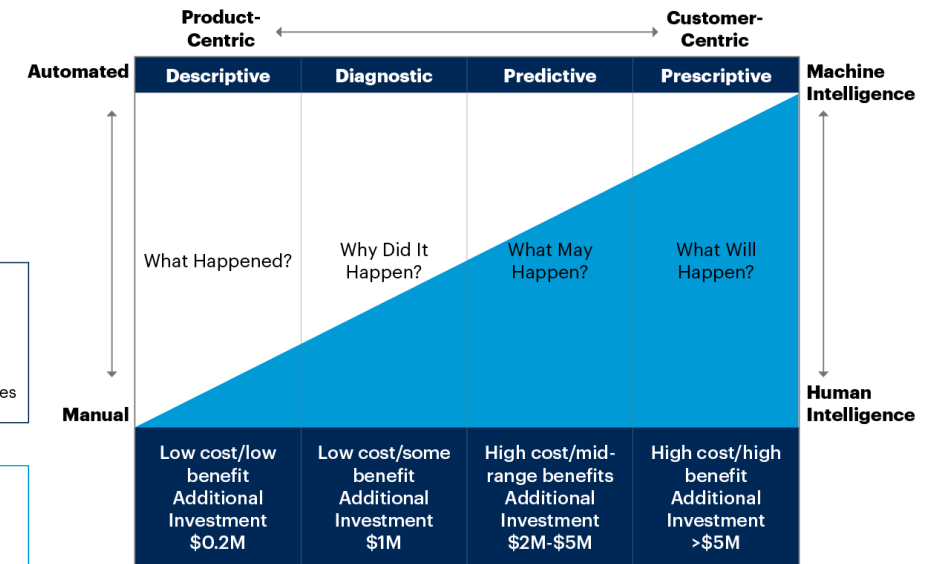 Product-
Centric
Customer-
Centric
Automated
Descriptive
Diagnostic
Predictive
Prescriptive
Machine
Intelligence
What Happened?
Why Did It
Happen?
What May
Happen?
What Will
Happen?
es
Manual
Human
Intelligence
Low cost/low
benefit
Additional
Investment
$0.2M
Low cost/some
benefit
Additional
Investment
$1M
High cost/mid-
range benefits
Additional
Investment
$2M-$5M
High cost/high
benefit
Additional
Investment
>$5M